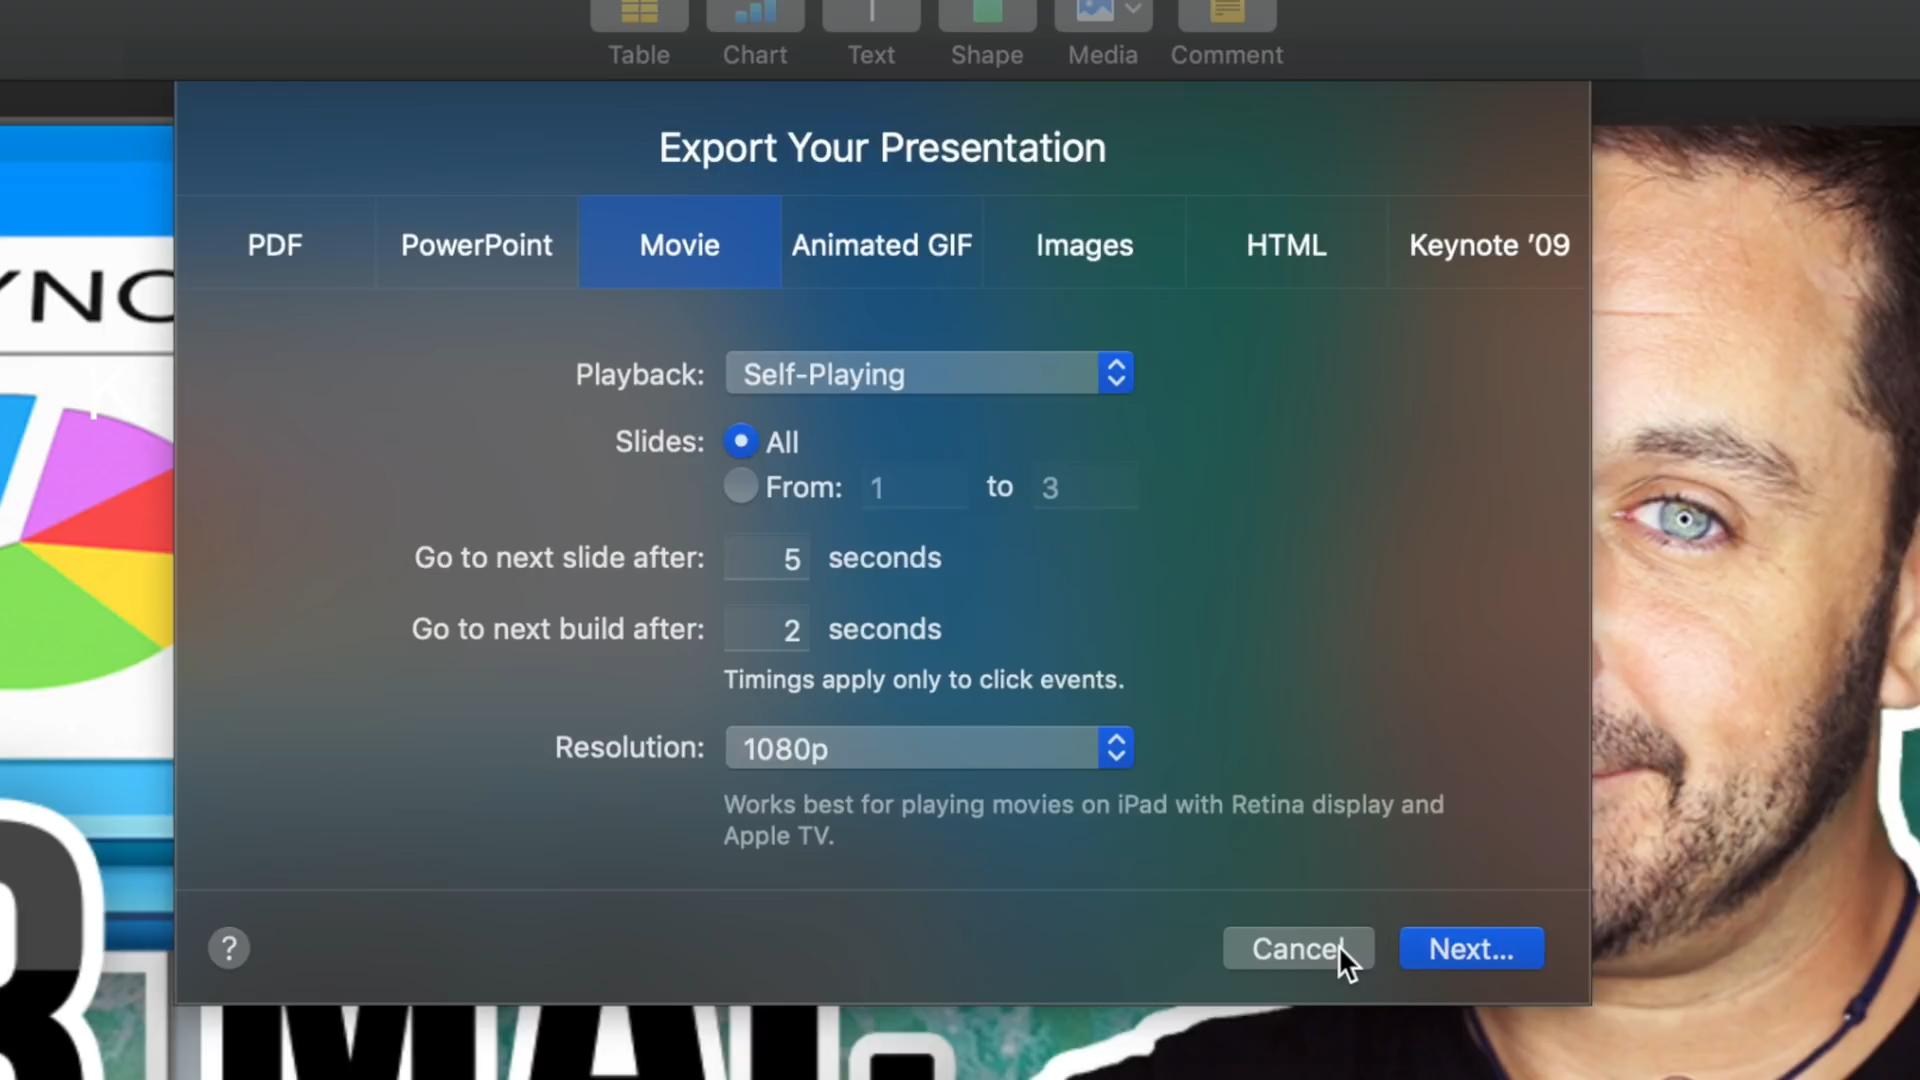 Table Chart Text Shape Media Comment
Export Your Presentation
PDF PowerPoint Movie Animated GIF Images HTML Keynote ’09
Playback: Self-Playing
Slides: All
From: 1 to 3
Go to next slide after: 5 seconds
Go to next build after: 2 seconds
Timings apply only to click events.
Resolution: 1080p
Works best for playing movies on iPad with Retina display and
Apple TV.
? Cancel Next...